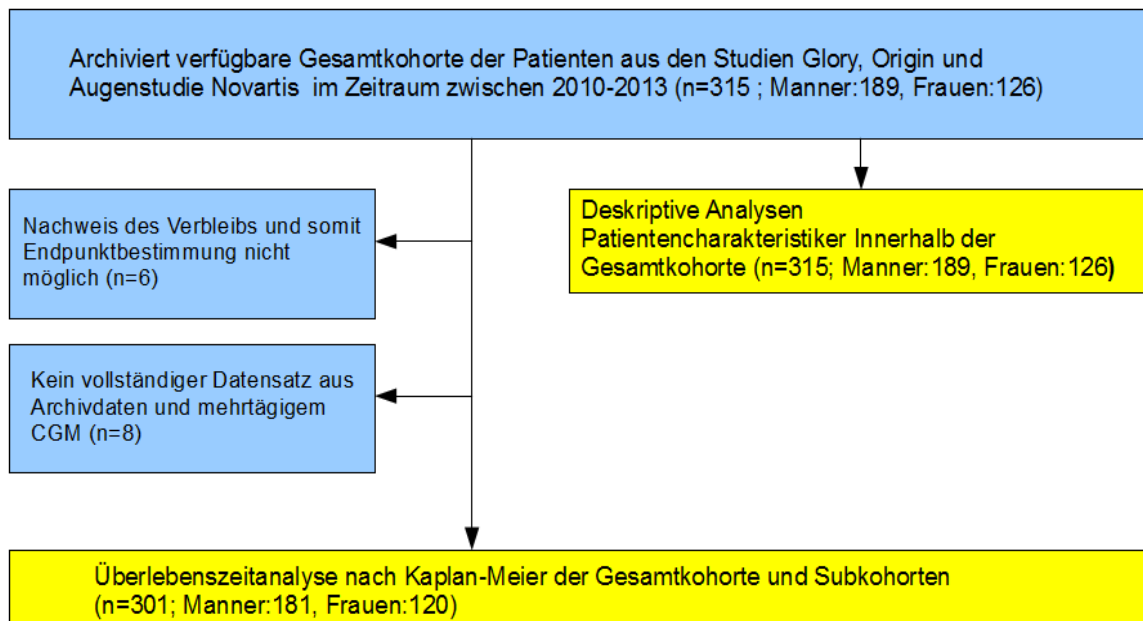 Archiviert verfügbare Gesamtkohorte der Patienten aus den Studien Glory, Origin und
Augenstudie Novartis im Zeitraum zwischen 2010-2013 (n=315 ; Manner:189, Frauen:126)
Nachweis des Verbleibs und somit
Endpunktbestimmung nicht
möglich (n=6)
Deskriptive Analysen
Patientencharakteristiker Innerhalb der
Gesamtkohorte (n=315; Manner:189, Frauen:126)
Kein vollständiger Datensatz aus
Archivdaten und mehrtägigem
CGM (n=8)
Überlebenszeitanalyse nach Kaplan-Meier der Gesamtkohorte und Subkohorten
(n=301; Manner:181, Frauen:120)